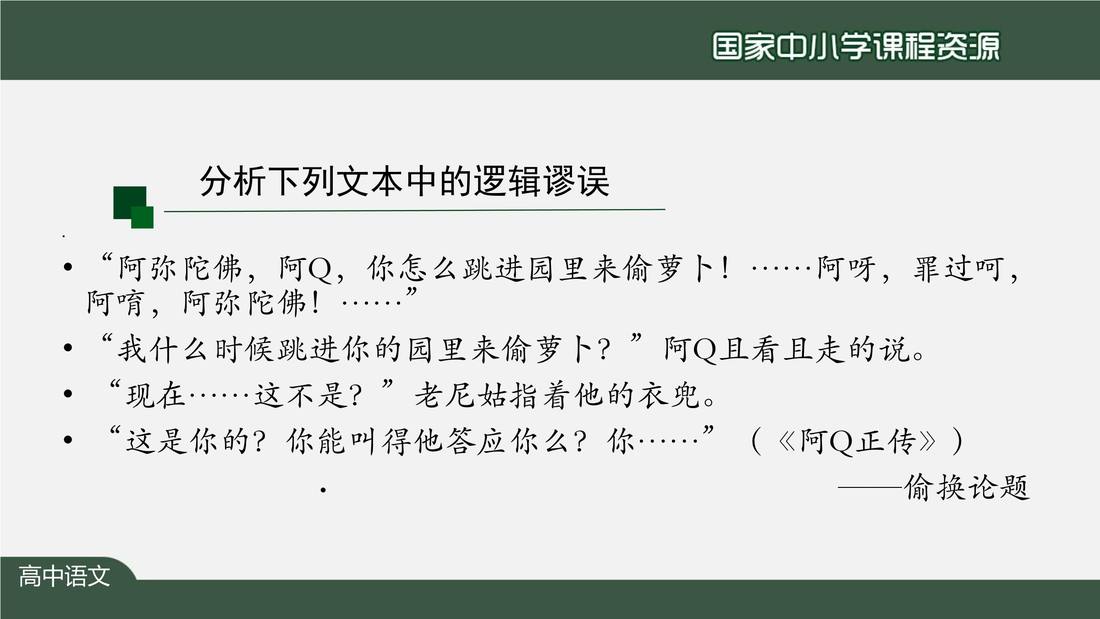 国家中小学课程资源
分析下列文本中的逻辑谬误
• “阿弥陀佛，阿Q，你怎么跳进园里来偷萝卜！……阿呀，罪过呵，
阿唷，阿弥陀佛！……”
• “我什么时候跳进你的园里来偷萝卜？”阿Q且看且走的说。
• “现在……这不是？”老尼姑指着他的衣兜。
• “这是你的？你能叫得他答应你么？你……”（《阿Q正传》）
——偷换论题
高中语文